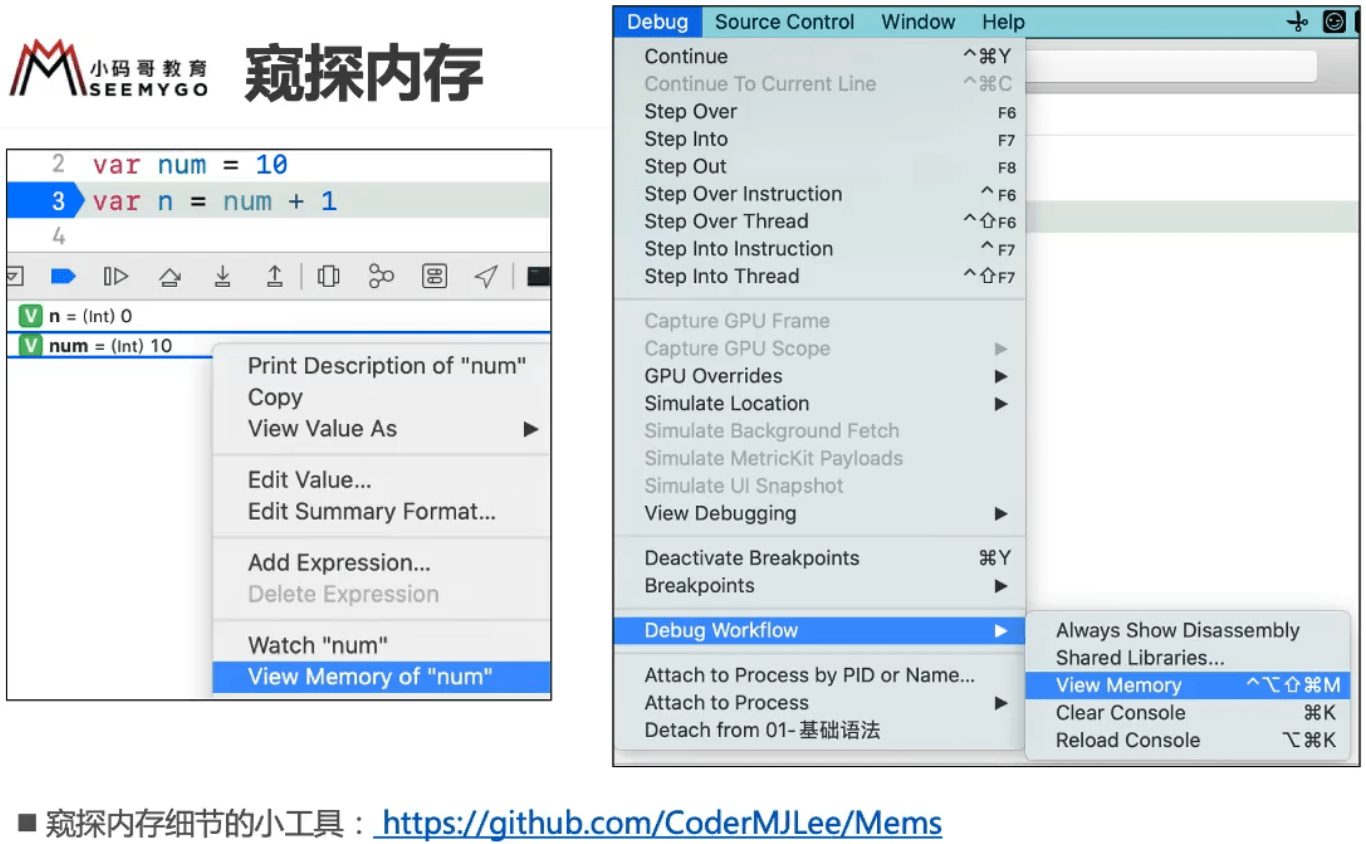 小码哥教育
SEEMYGO
窥探内存
2 var num = 10
3 var n = num + 1
4
V n = (Int) 0
V num = (Int) 10
Print Description of "num"
Copy
View Value As
Edit Value...
Edit Summary Format...
Add Expression...
Delete Expression
Watch "num"
View Memory of "num"
Debug Source Control Window Help
Continue ^⌘Y
Continue To Current Line ^⌘C
Step Over F6
Step Into F7
Step Out F8
Step Over Instruction ^F6
Step Over Thread ^⇧F6
Step Into Instruction ^F7
Step Into Thread ^⇧F7
Capture GPU Frame
Capture GPU Scope
GPU Overrides
Simulate Location
Simulate Background Fetch
Simulate MetricKit Payloads
Simulate UI Snapshot
View Debugging
Deactivate Breakpoints ⌘Y
Breakpoints
Debug Workflow
Attach to Process by PID or Name...
Attach to Process
Detach from 01-基础语法
Always Show Disassembly
Shared Libraries...
View Memory ^⌥⇧⌘M
Clear Console ⌘K
Reload Console ⌥⌘K
■ 窥探内存细节的小工具：https://github.com/CoderMJLee/Mems